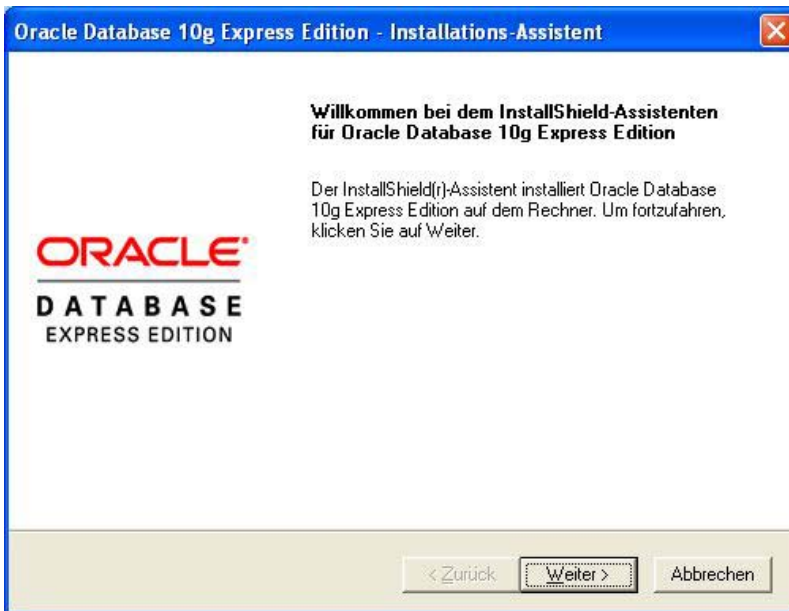 Oracle Database 10g Express Edition - Installations-Assistent
Willkommen bei dem InstallShield-Assistenten
für Oracle Database 10g Express Edition
Der InstallShield(r)-Assistent installiert Oracle Database
10g Express Edition auf dem Rechner. Um fortzufahren,
klicken Sie auf Weiter.
ORACLE
DATABASE
EXPRESS EDITION
< Zurück
Weiter >
Abbrechen